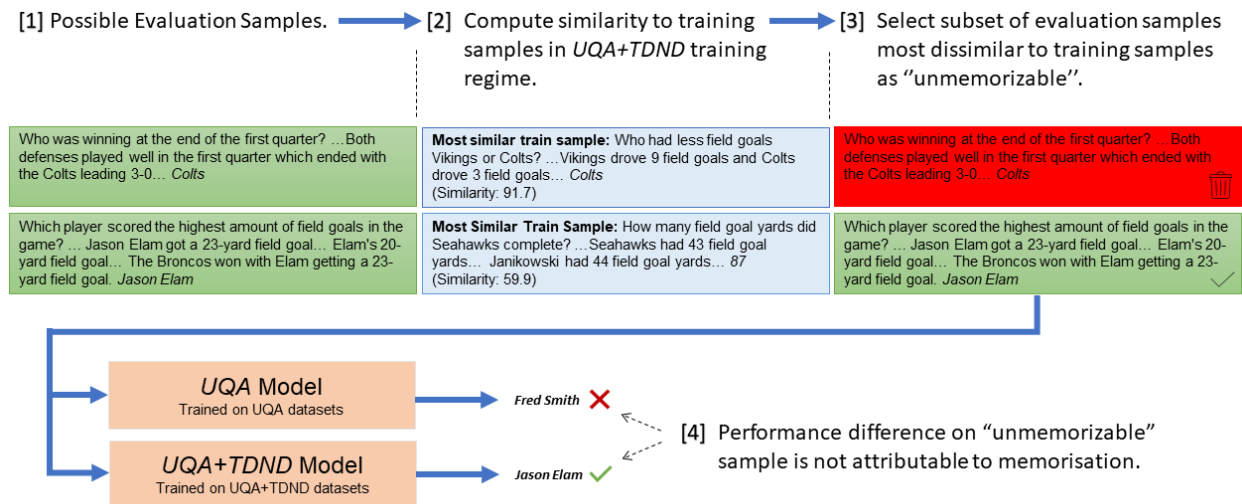 [1] Possible Evaluation Samples.
[2] Compute similarity to training
samples in UQA+TDND training
regime.
[3] Select subset of evaluation samples
most dissimilar to training samples
as ‘‘unmemorizable’’.
Who was winning at the end of the first quarter? …Both
defenses played well in the first quarter which ended with
the Colts leading 3-0… Colts
Most similar train sample: Who had less field goals
Vikings or Colts? …Vikings drove 9 field goals and Colts
drove 3 field goals… Colts
(Similarity: 91.7)
Who was winning at the end of the first quarter? …Both
defenses played well in the first quarter which ended with
the Colts leading 3-0… Colts
Which player scored the highest amount of field goals in the
game? … Jason Elam got a 23-yard field goal… Elam's 20-
yard field goal… The Broncos won with Elam getting a 23-
yard field goal. Jason Elam
Most Similar Train Sample: How many field goal yards did
Seahawks complete? …Seahawks had 43 field goal
yards… Janikowski had 44 field goal yards… 87
(Similarity: 59.9)
Which player scored the highest amount of field goals in the
game? … Jason Elam got a 23-yard field goal… Elam's 20-
yard field goal… The Broncos won with Elam getting a 23-
yard field goal. Jason Elam
UQA Model
Trained on UQA datasets
Fred Smith
UQA+TDND Model
Trained on UQA+TDND datasets
Jason Elam
[4] Performance difference on “unmemorizable”
sample is not attributable to memorisation.